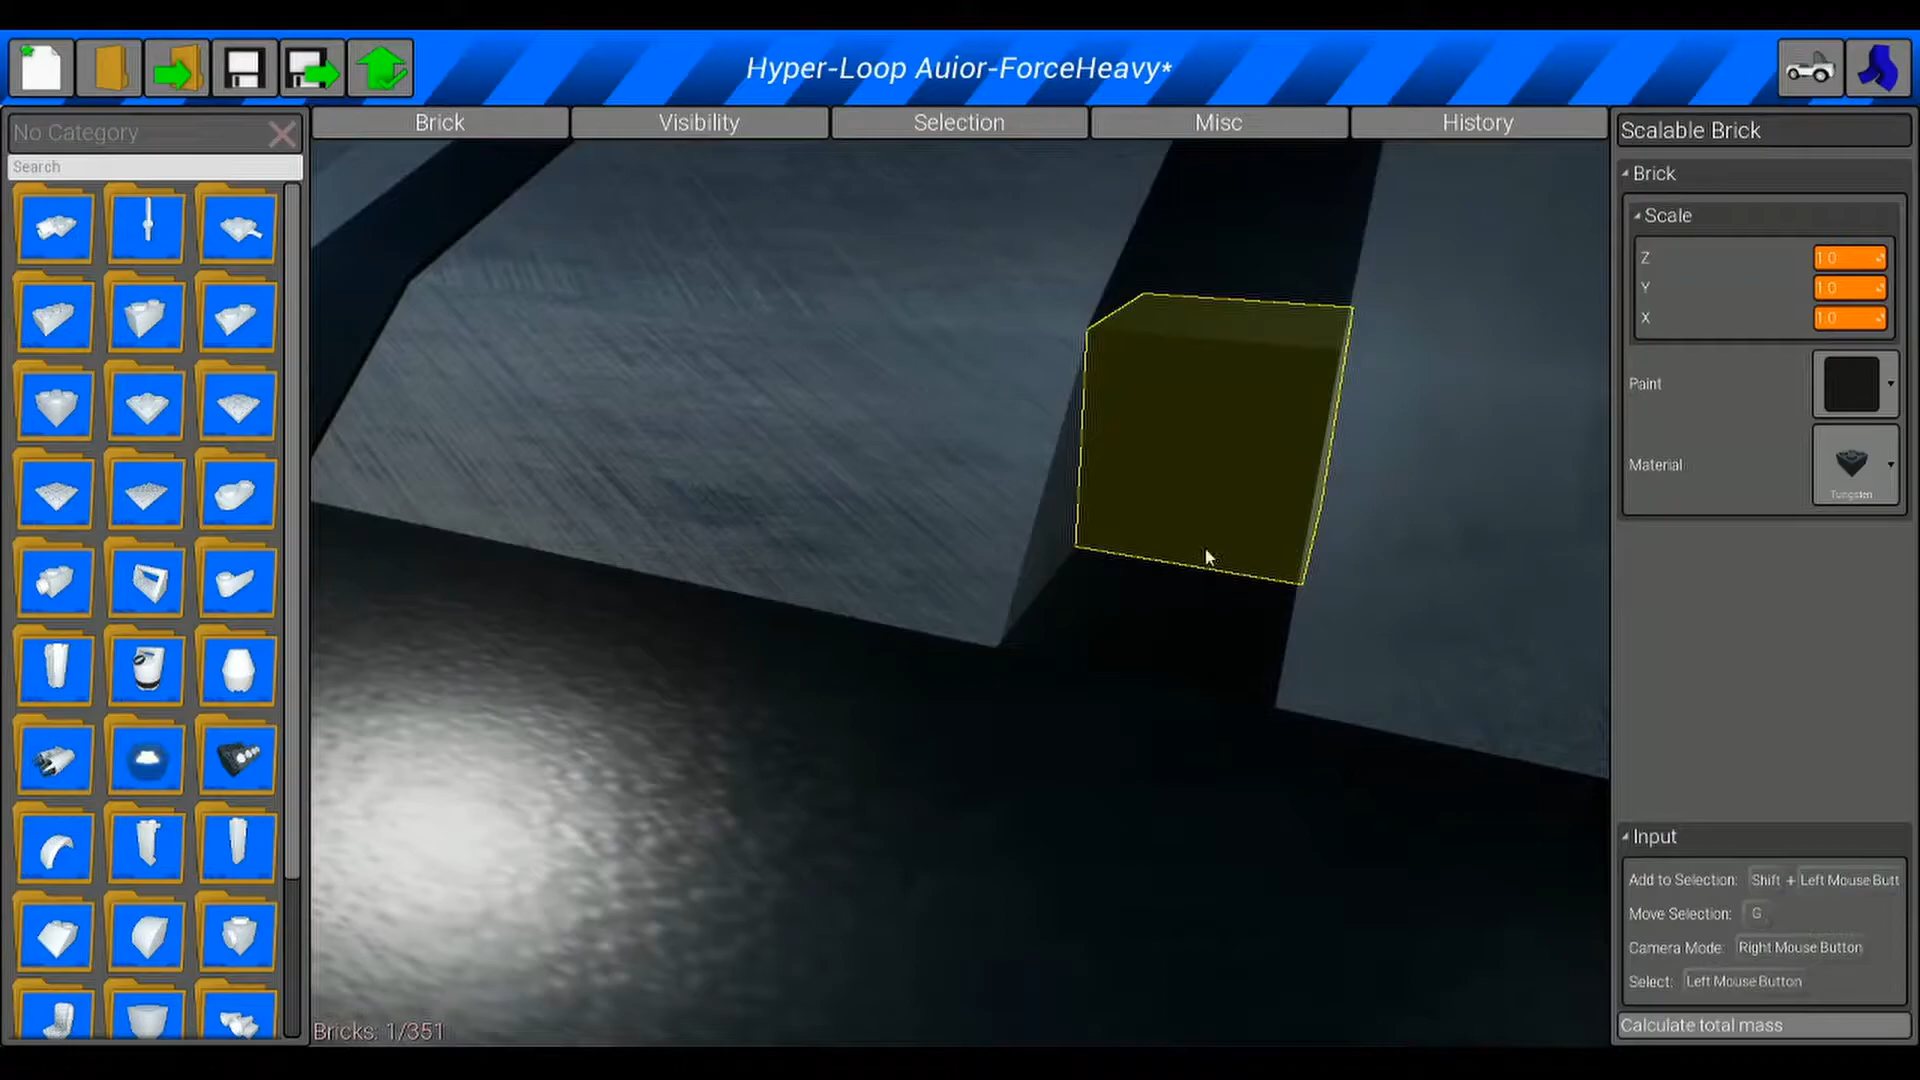 Hyper-Loop Auior-ForceHeavy*
No Category
Search
Brick
Visibility
Selection
Misc
History
Scalable Brick
Brick
Scale
Z
1.0
Y
1.0
X
1.0
Paint
Material
Tungsten
Input
Add to Selection: Shift + Left Mouse Butt
Move Selection: G
Camera Mode: Right Mouse Button
Select: Left Mouse Button
Calculate total mass
Bricks: 1/351